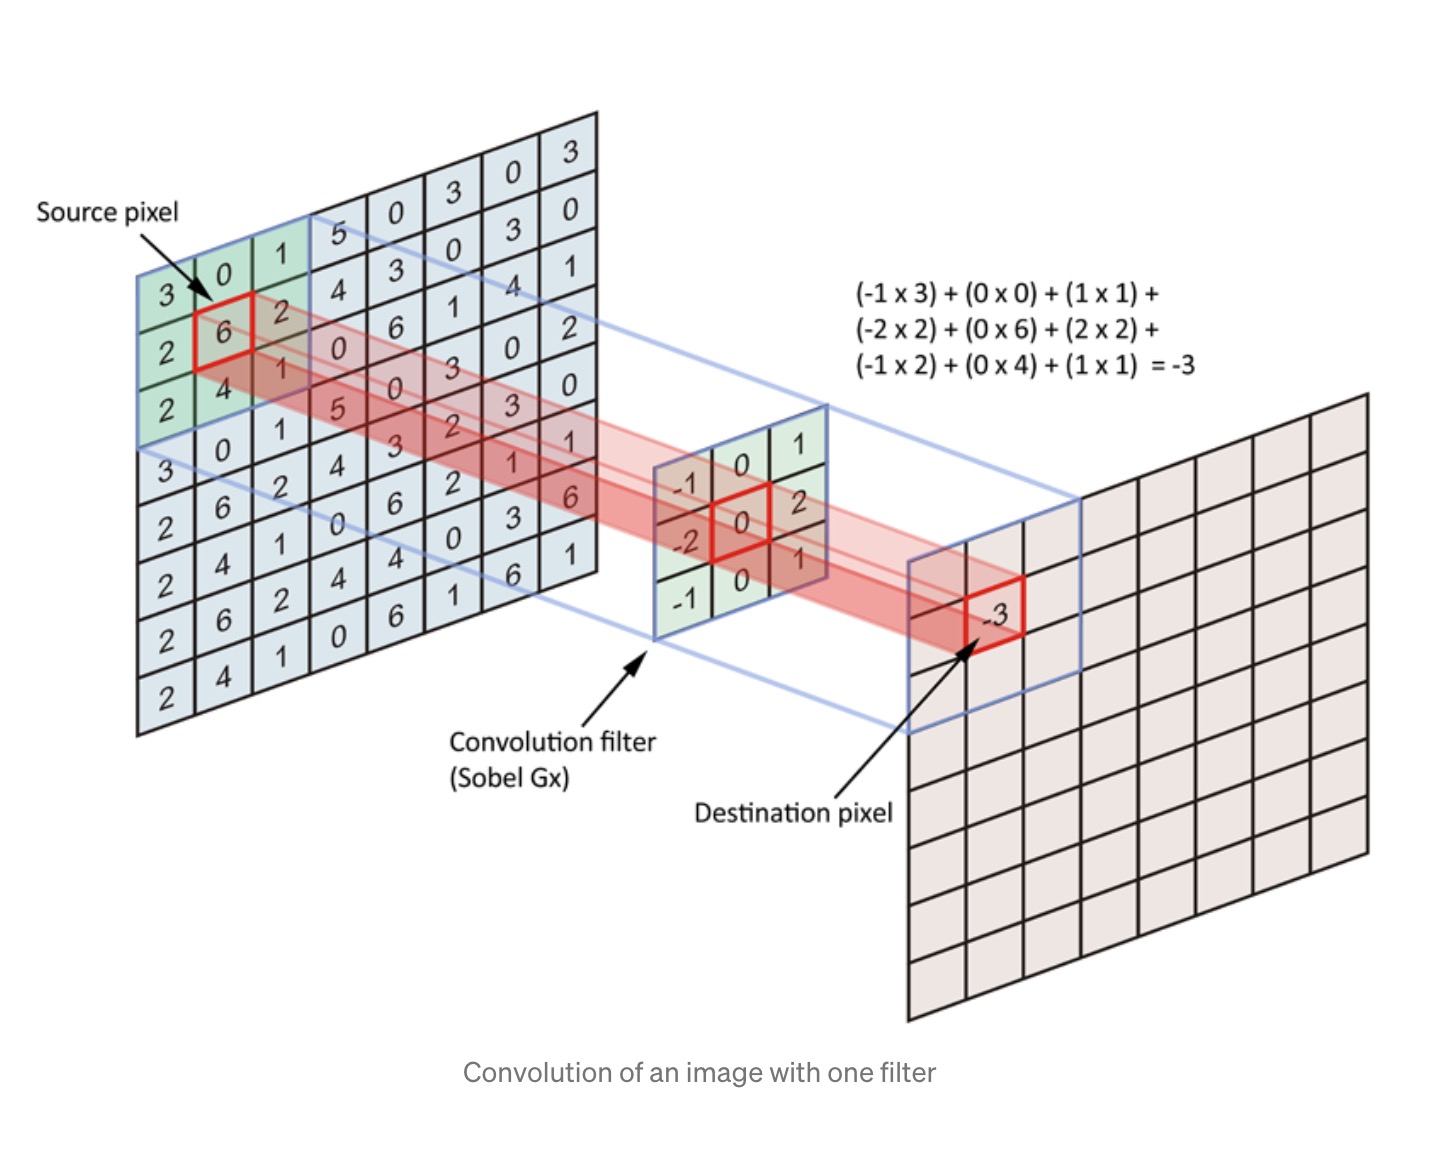 Source pixel
3 0 1 5 0 3 0 3
2 6 2 4 3 0 3 0
2 4 1 0 6 1 4 1
3 0 1 5 0 3 0 2
2 6 2 4 3 2 3 0
2 4 1 0 6 2 1 1
2 6 2 4 4 0 3 6
2 4 1 0 6 1 6 1
(-1 x 3) + (0 x 0) + (1 x 1) +
(-2 x 2) + (0 x 6) + (2 x 2) +
(-1 x 2) + (0 x 4) + (1 x 1) = -3
-1 0 1
-2 0 2
-1 0 1
-3
Convolution filter
(Sobel Gx)
Destination pixel
Convolution of an image with one filter